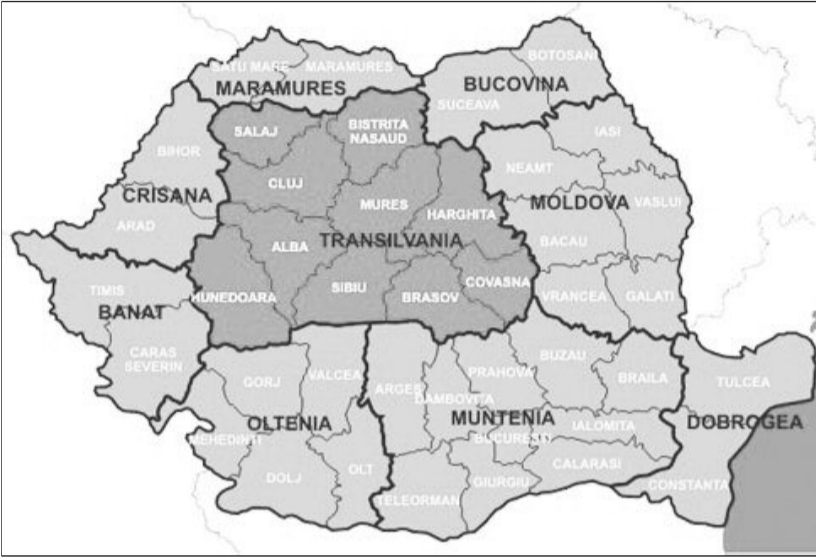 BOTOSANI
SATU MARE
MARAMURES
MARAMURES
BUCOVINA
SUCEAVA
SALAJ
BISTRITA
NASAUD
IASI
BIHOR
NEAMT
CLUJ
CRISANA
MURES
MOLDOVA
VASLUI
HARGHITA
ARAD
ALBA
TRANSILVANIA
BACAU
TIMIS
HUNEDOARA
SIBIU
BRASOV
COVASNA
VRANCEA
GALATI
BANAT
CARAS
SEVERIN
GORJ
VALCEA
ARGES
PRAHOVA
BUZAU
BRAILA
TULCEA
DAMBOVITA
OLTENIA
MUNTENIA
IALOMITA
DOBROGEA
MEHEDINTI
BUCURESTI
CALARASI
DOLJ
OLT
TELEORMAN
GIURGIU
CONSTANTA